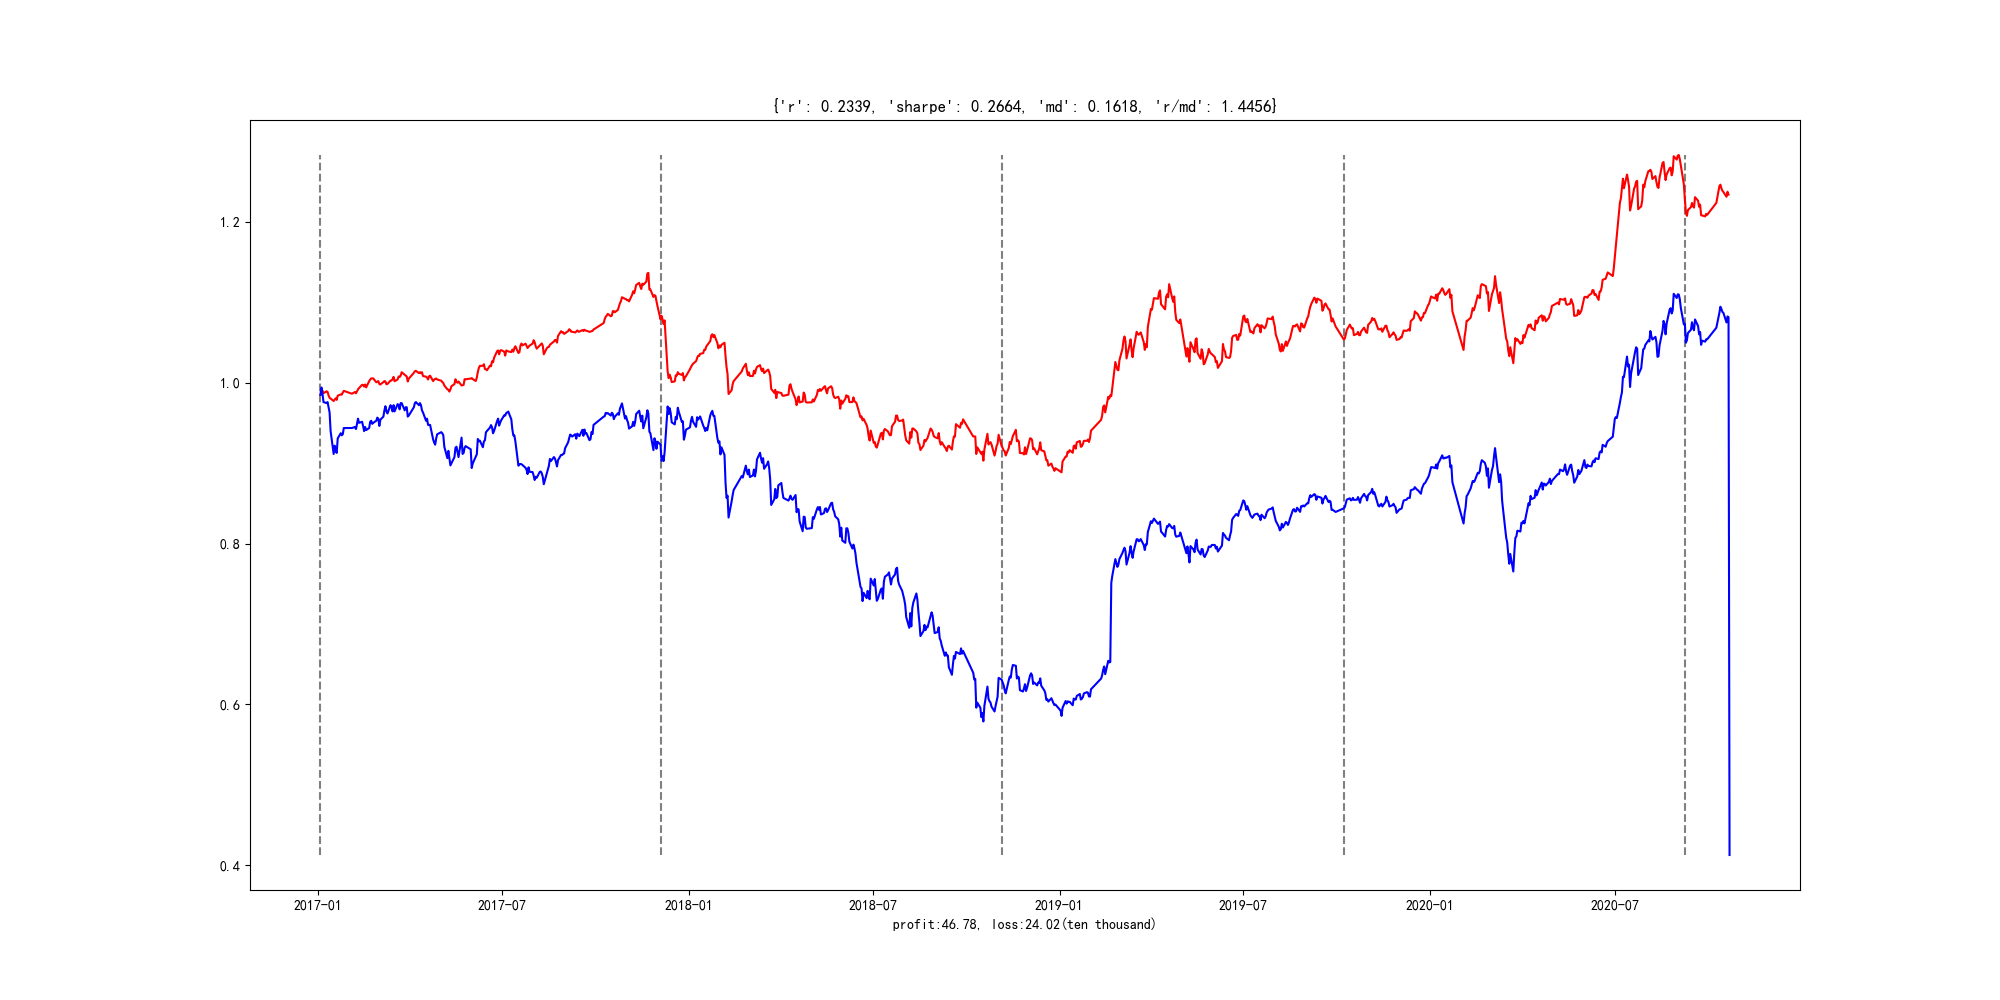 {'r': 0.2339, 'sharpe': 0.2664, 'md': 0.1618, 'r/md': 1.4456}
1.2
1.0
0.8
0.6
0.4
2017-01 2017-07 2018-01 2018-07 2019-01 2019-07 2020-01 2020-07
profit:46.78, loss:24.02(ten thousand)